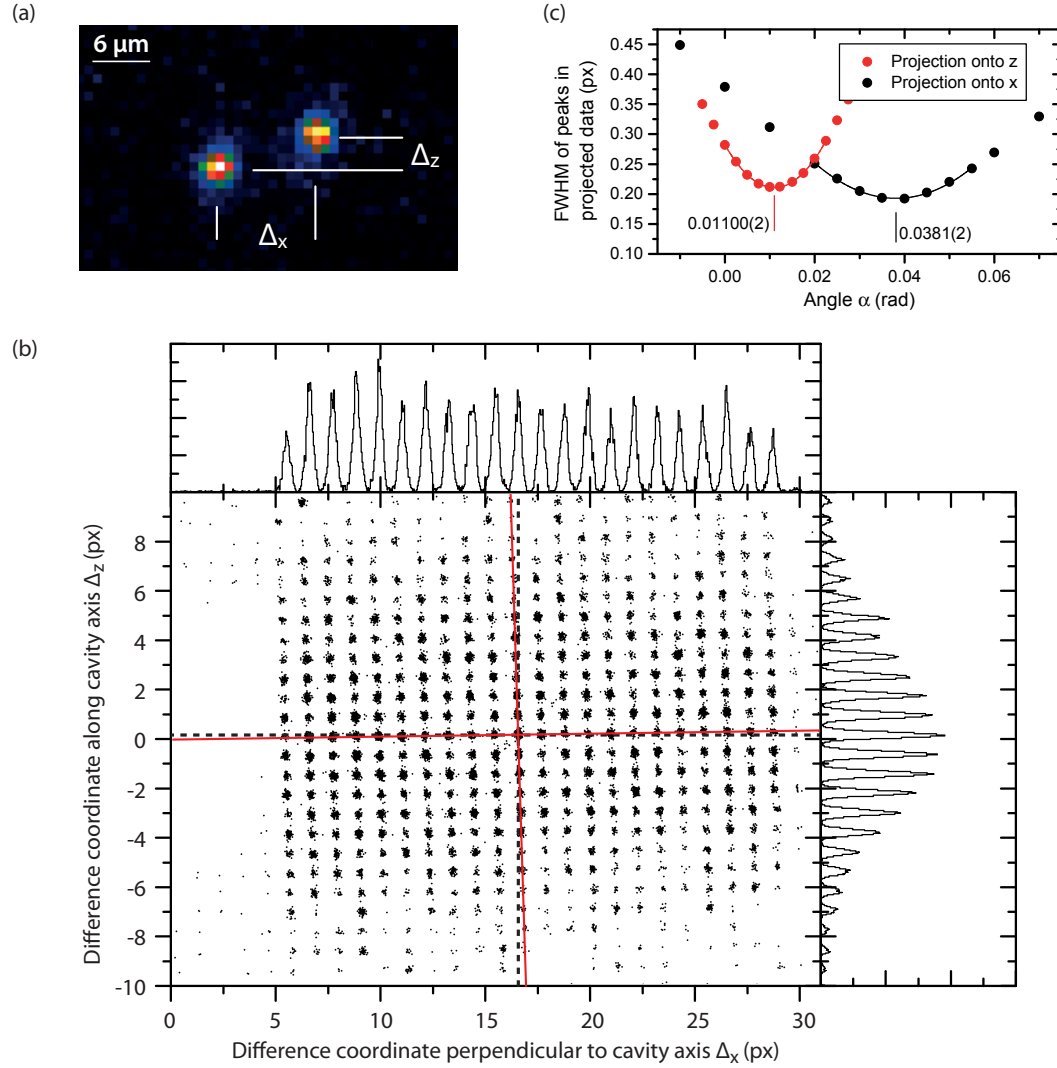 (a)
6 μm
Δz
Δx
(c)
FWHM of peaks in
projected data (px)
0.45
0.40
0.35
0.30
0.25
0.20
0.15
0.10
Projection onto z
Projection onto x
0.01100(2)
0.0381(2)
0.00
0.02
0.04
0.06
Angle α (rad)
(b)
Difference coordinate along cavity axis Δz (px)
8
6
4
2
0
-2
-4
-6
-8
-10
0
5
10
15
20
25
30
Difference coordinate perpendicular to cavity axis Δx (px)